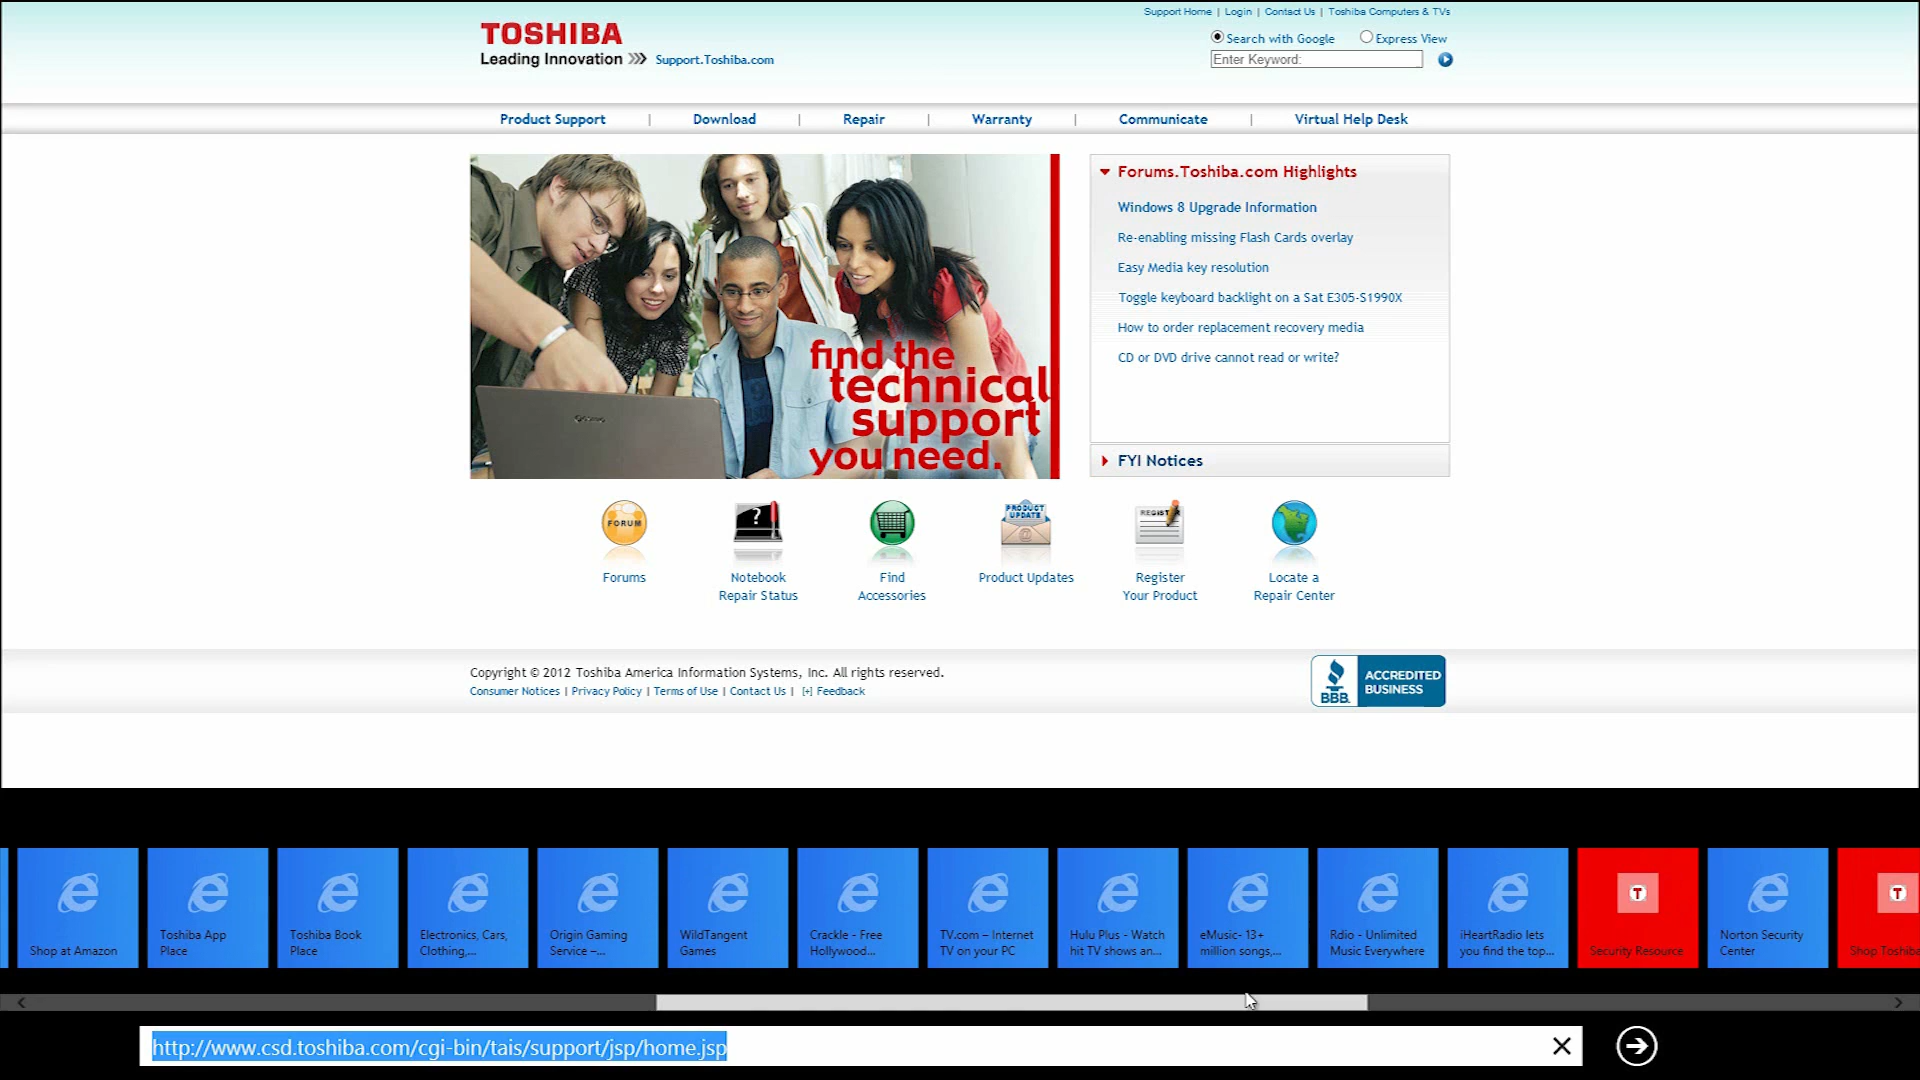 Support Home | Login | Contact Us | Toshiba Computers & TVs
TOSHIBA
Leading Innovation >>> Support.Toshiba.com
Search with Google Express View
Enter Keyword:
Product Support | Download | Repair | Warranty | Communicate | Virtual Help Desk
find the
technical
support
you need.
Forums.Toshiba.com Highlights
Windows 8 Upgrade Information
Re-enabling missing Flash Cards overlay
Easy Media key resolution
Toggle keyboard backlight on a Sat E305-S1990X
How to order replacement recovery media
CD or DVD drive cannot read or write?
FYI Notices
FORUM
?
PRODUCT
UPDATE
@
REGISTER
Forums
Notebook
Repair Status
Find
Accessories
Product Updates
Register
Your Product
Locate a
Repair Center
Copyright © 2012 Toshiba America Information Systems, Inc. All rights reserved.
Consumer Notices | Privacy Policy | Terms of Use | Contact Us | [+] Feedback
BBB.
ACCREDITED
BUSINESS
Shop at Amazon
Toshiba App
Place
Toshiba Book
Place
Electronics, Cars,
Clothing,...
Origin Gaming
Service –...
WildTangent
Games
Crackle - Free
Hollywood...
TV.com – Internet
TV on your PC
Hulu Plus - Watch
hit TV shows an...
eMusic- 13+
million songs,...
Rdio - Unlimited
Music Everywhere
iHeartRadio lets
you find the top...
T
Security Resource
Norton Security
Center
T
Shop Toshiba
http://www.csd.toshiba.com/cgi-bin/tais/support/jsp/home.jsp